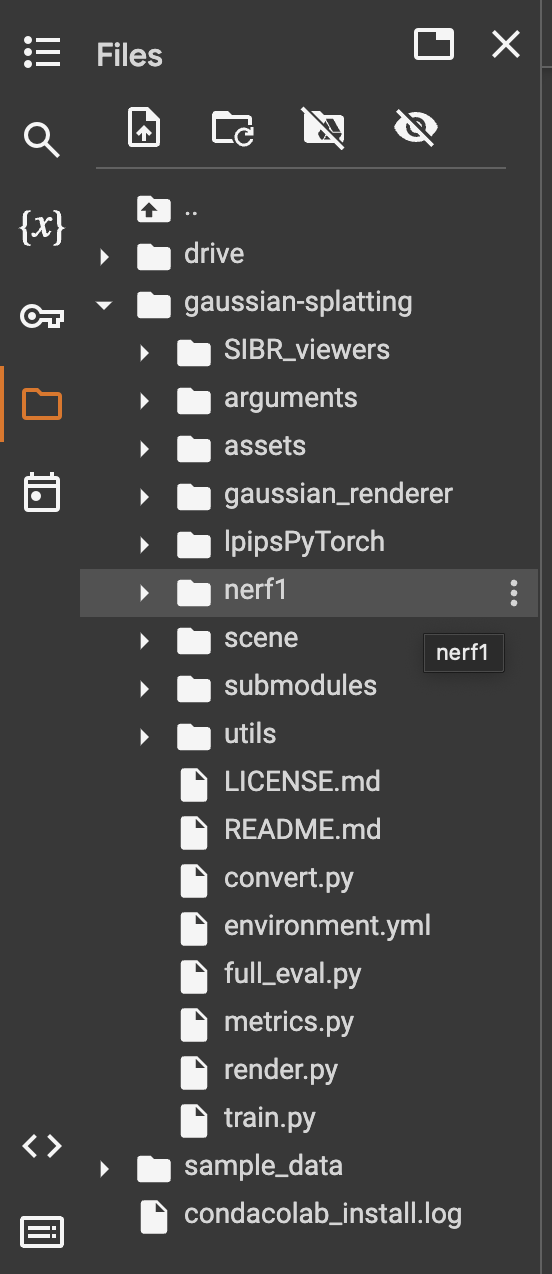 Files
{x}
..
drive
gaussian-splatting
SIBR_viewers
arguments
assets
gaussian_renderer
lpipsPyTorch
nerf1
scene
nerf1
submodules
utils
LICENSE.md
README.md
convert.py
environment.yml
full_eval.py
metrics.py
render.py
train.py
sample_data
condacolab_install.log